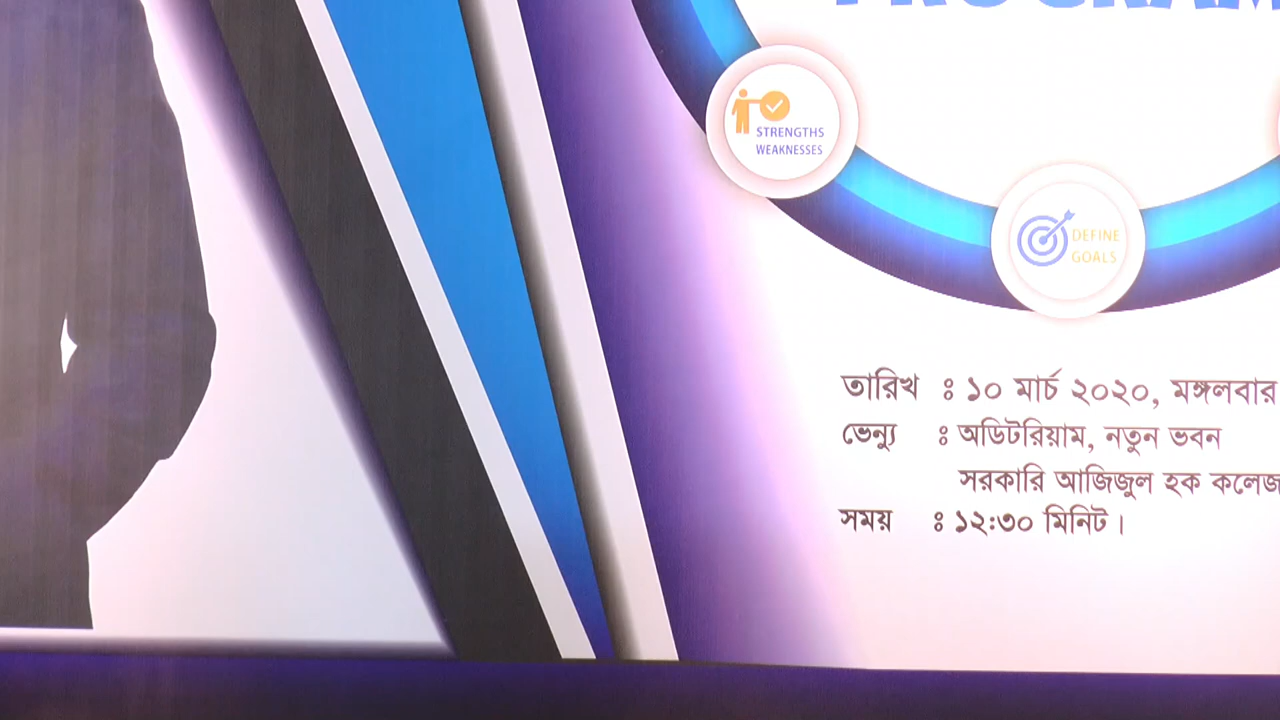 PROGRAM
STRENGTHS
WEAKNESSES
DEFINE
GOALS
তারিখ ঃ ১০ মার্চ ২০২০, মঙ্গলবার
ভেন্যু ঃ অডিটরিয়াম, নতুন ভবন
সরকারি আজিজুল হক কলেজ
সময় ঃ ১২:৩০ মিনিট।